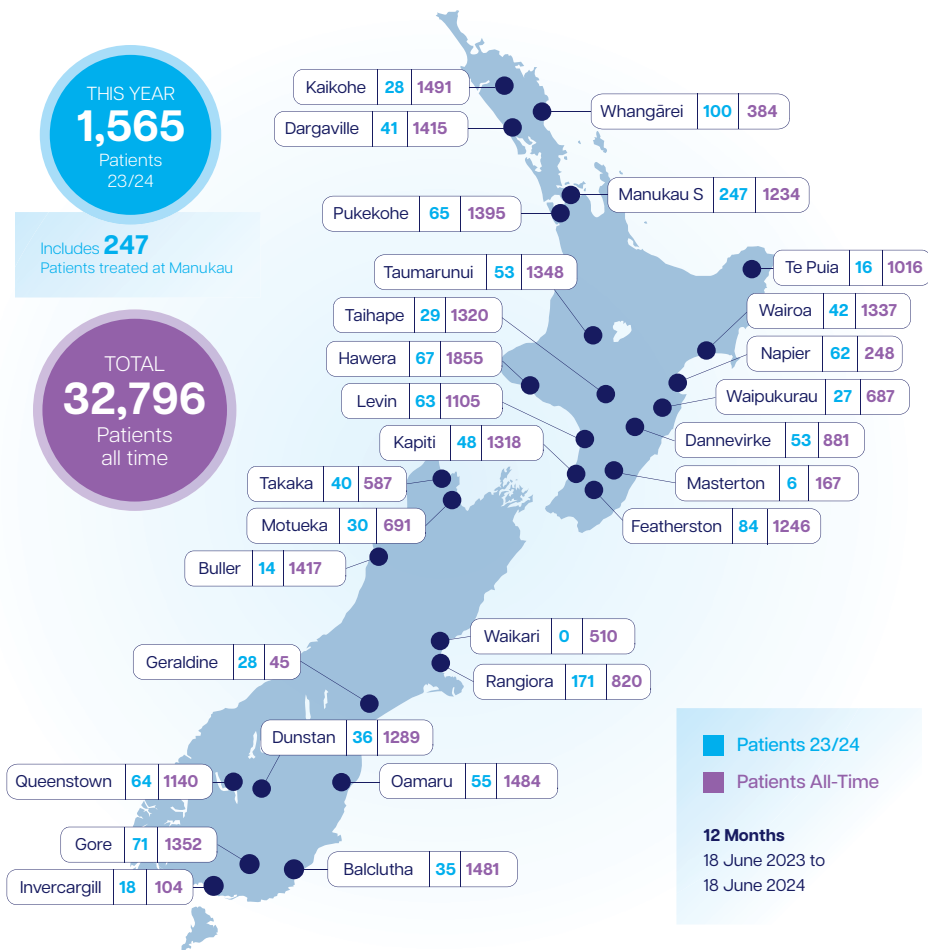 THIS YEAR
1,565
Patients
23/24
Includes 247
Patients treated at Manukau
TOTAL
32,796
Patients
all time
Kaikohe 28 1491
Dargaville 41 1415
Whangārei 100 384
Manukau S 247 1234
Pukekohe 65 1395
Taumarunui 53 1348
Te Puia 16 1016
Taihape 29 1320
Wairoa 42 1337
Hawera 67 1855
Napier 62 248
Levin 63 1105
Waipukurau 27 687
Kapiti 48 1318
Dannevirke 53 881
Takaka 40 587
Masterton 6 167
Motueka 30 691
Featherston 84 1246
Buller 14 1417
Waikari 0 510
Geraldine 28 45
Rangiora 171 820
Dunstan 36 1289
Queenstown 64 1140
Oamaru 55 1484
Gore 71 1352
Balclutha 35 1481
Invercargill 18 104
Patients 23/24
Patients All-Time
12 Months
18 June 2023 to
18 June 2024